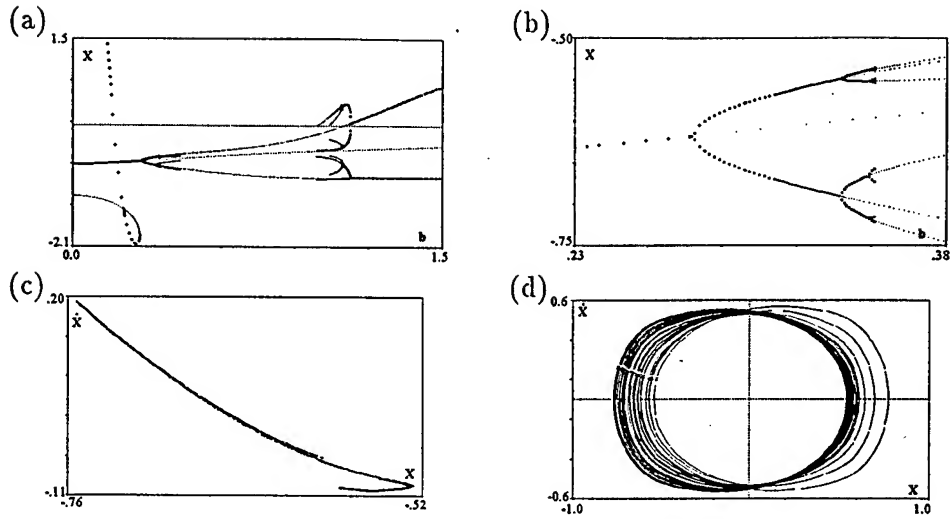 (a)
1.5
X
-2.1
0.0
b
1.5
(b)
-.50
X
-.75
.23
b
.38
(c)
.20
ẋ
-.11
-.76
X
-.52
(d)
0.6
ẋ
-0.6
-1.0
X
1.0